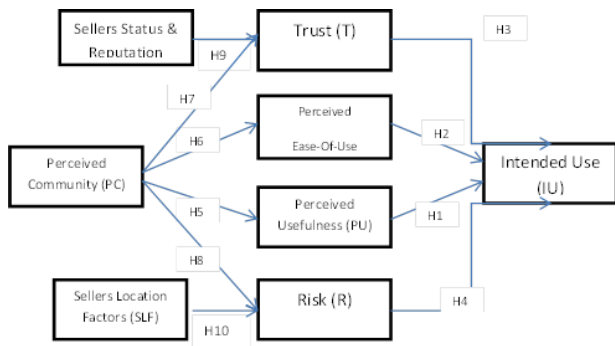 Sellers Status &
Reputation
H9
Trust (T)
H3
H7
H6
Perceived
Ease-Of-Use
H2
Perceived
Community (PC)
Intended Use
(IU)
H5
Perceived
Usefulness (PU)
H1
H8
Sellers Location
Factors (SLF)
H10
Risk (R)
H4